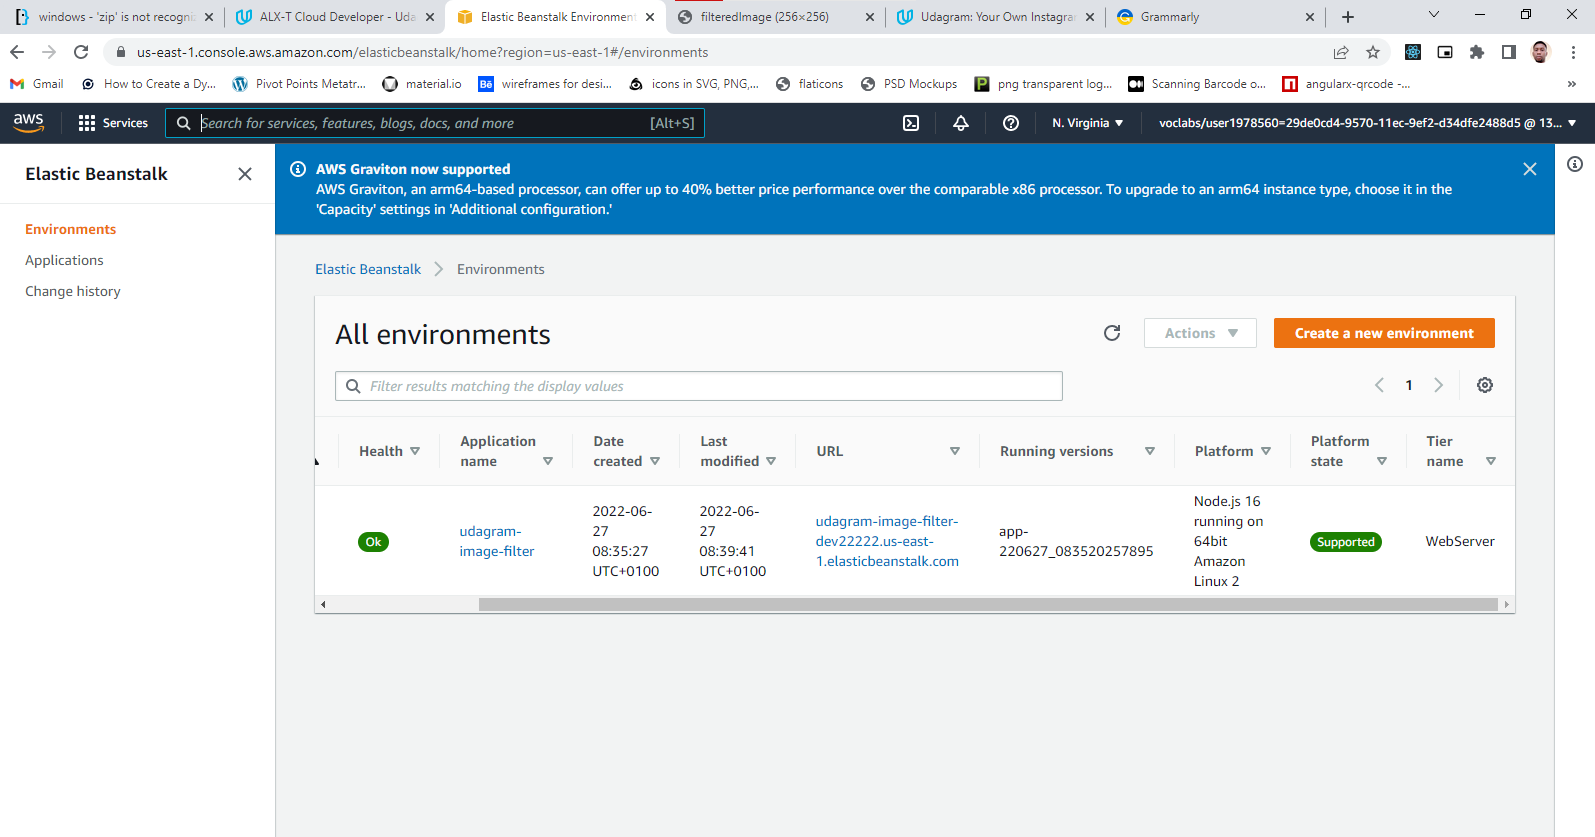 windows - 'zip' is not recogniz
ALX-T Cloud Developer - Uda
Elastic Beanstalk Environment
filteredImage (256×256)
Udagram: Your Own Instagra
Grammarly
us-east-1.console.aws.amazon.com/elasticbeanstalk/home?region=us-east-1#/environments
Gmail
How to Create a Dy...
Pivot Points Metatr...
material.io
Bē wireframes for desi...
icons in SVG, PNG,...
flaticons
PSD Mockups
P png transparent log...
Scanning Barcode o...
angularx-qrcode -...
»
aws
Services
Search for services, features, blogs, docs, and more [Alt+S]
N. Virginia
voclabs/user1978560=29de0cd4-9570-11ec-9ef2-d34dfe2488d5 @ 13...
Elastic Beanstalk
Environments
Applications
Change history
AWS Graviton now supported
AWS Graviton, an arm64-based processor, can offer up to 40% better price performance over the comparable x86 processor. To upgrade to an arm64 instance type, choose it in the
'Capacity' settings in 'Additional configuration.'
Elastic Beanstalk > Environments
All environments
Actions
Create a new environment
Filter results matching the display values
1
Health
Application
name
Date
created
Last
modified
URL
Running versions
Platform
Platform
state
Tier
name
Ok
udagram-
image-filter
2022-06-
27
08:35:27
UTC+0100
2022-06-
27
08:39:41
UTC+0100
udagram-image-filter-
dev22222.us-east-
1.elasticbeanstalk.com
app-
220627_083520257895
Node.js 16
running on
64bit
Amazon
Linux 2
Supported
WebServer